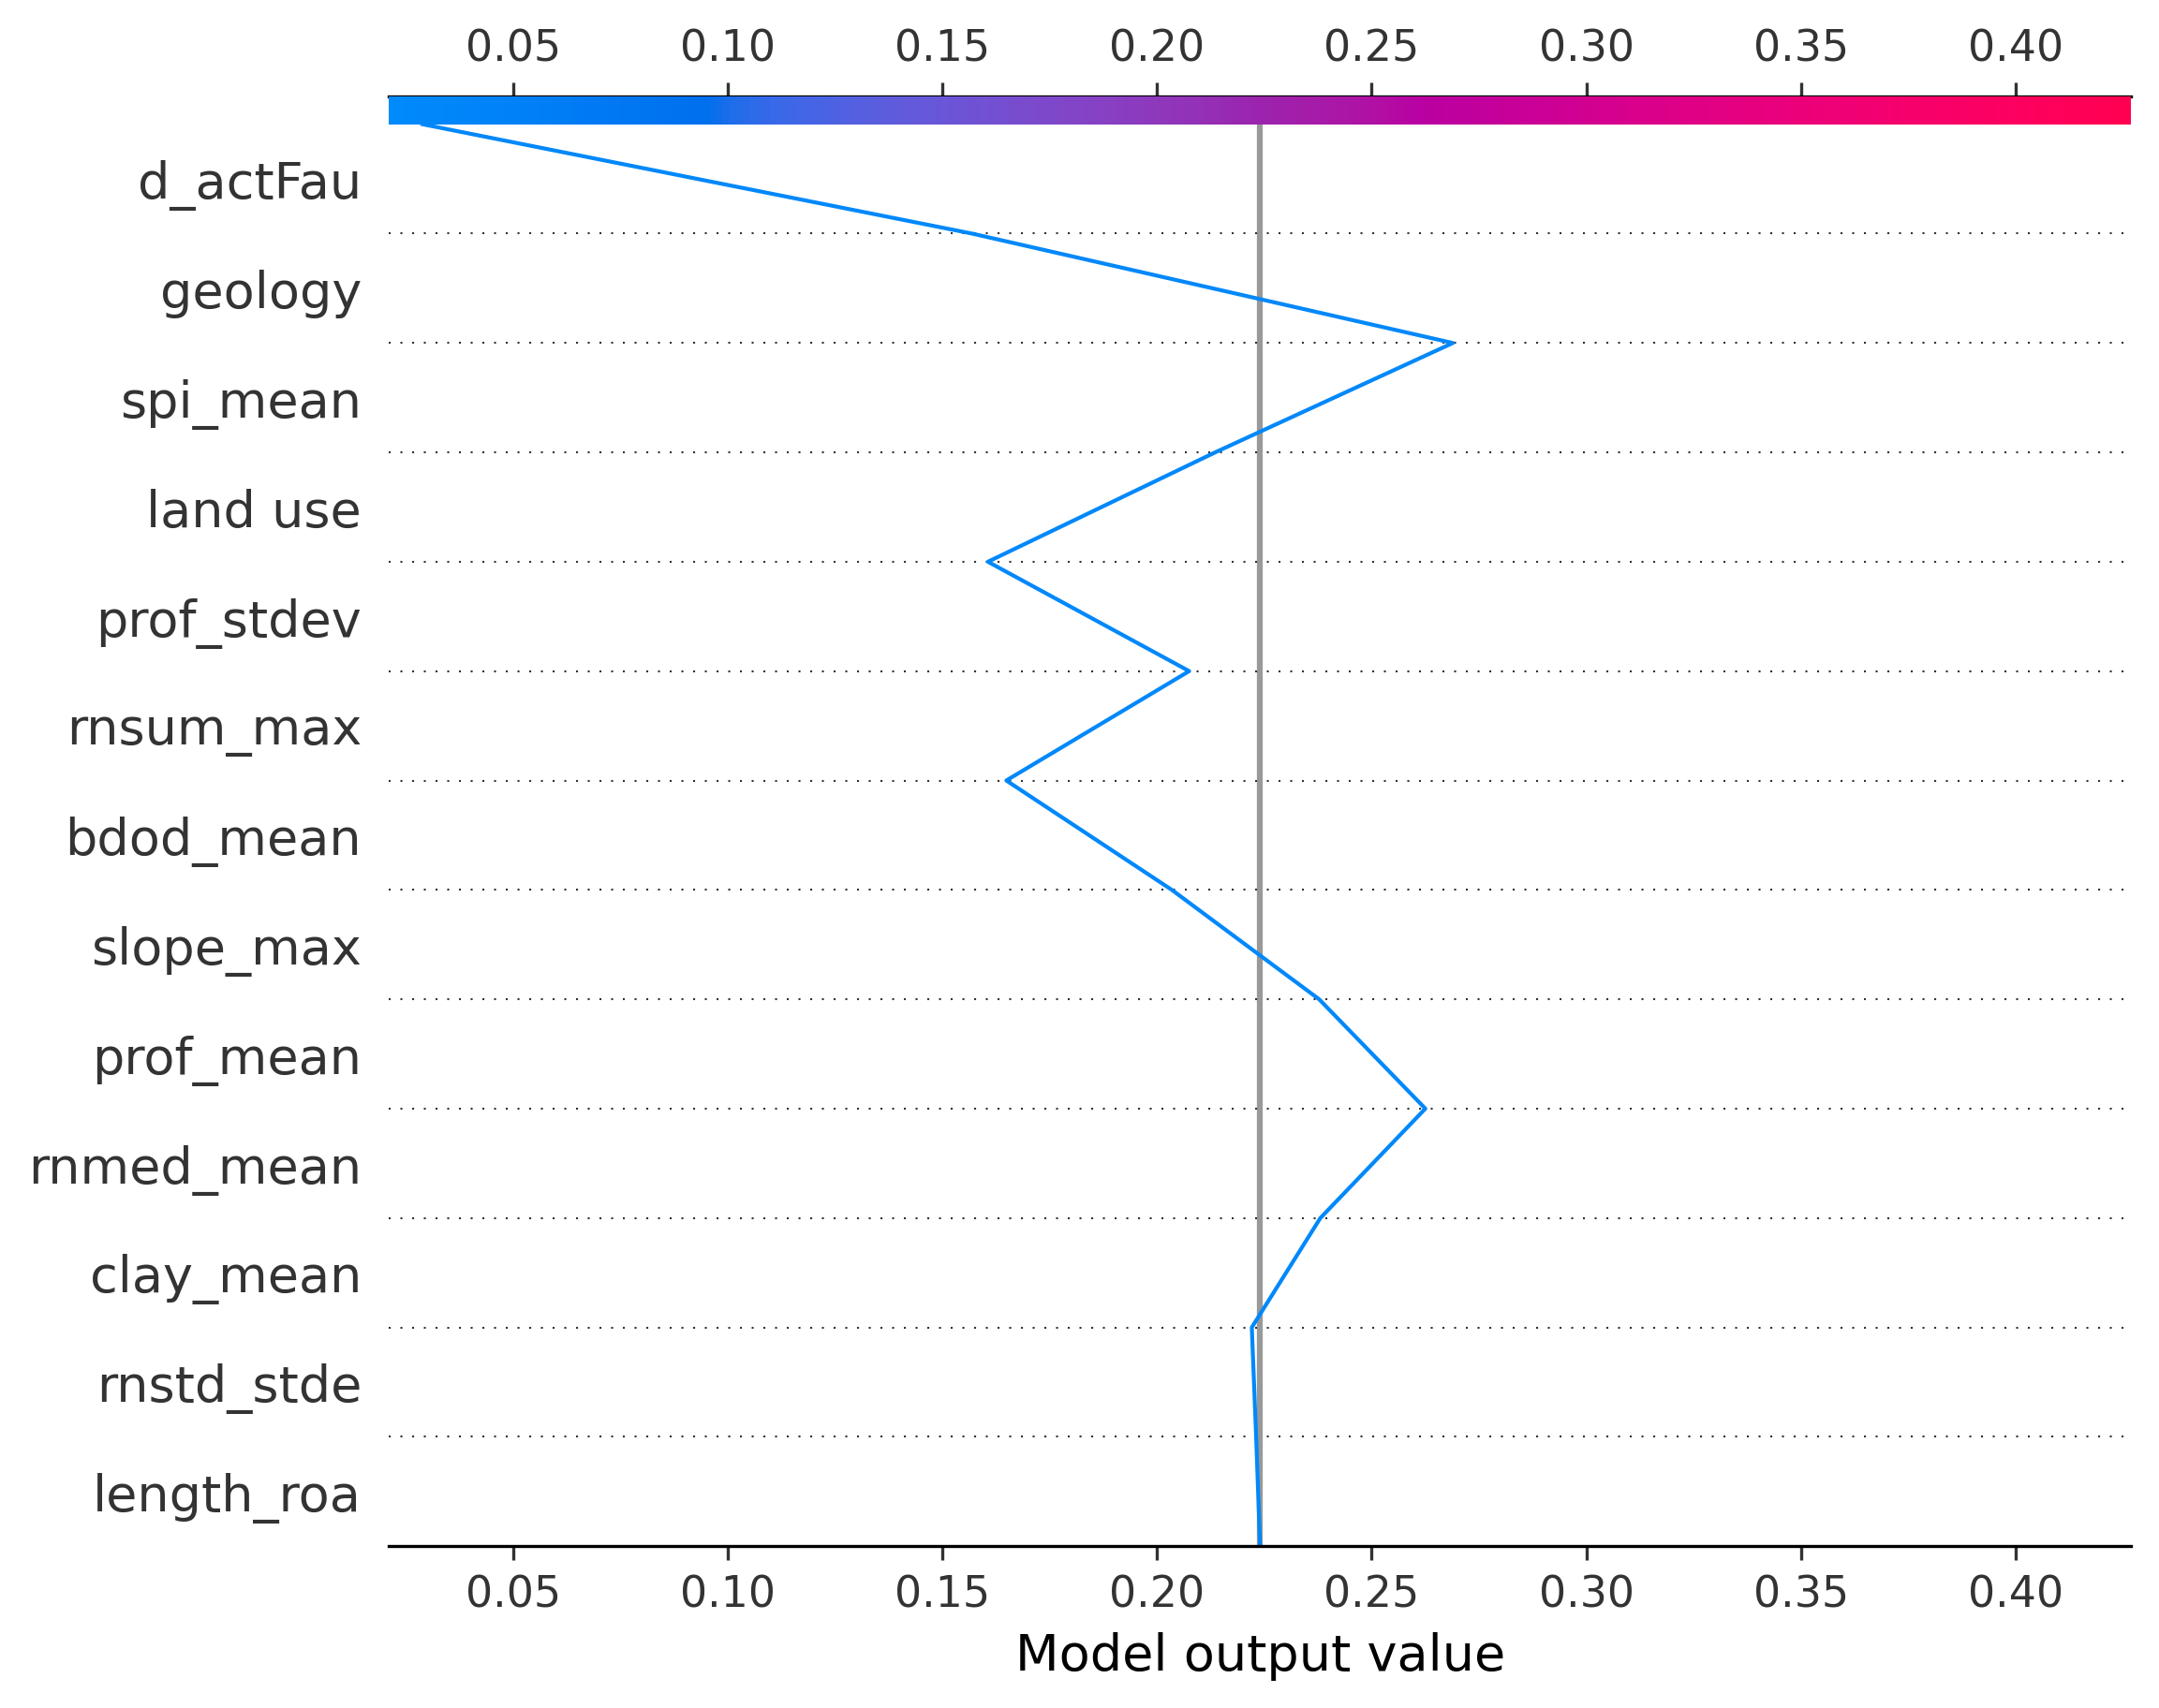 0.05 0.10 0.15 0.20 0.25 0.30 0.35 0.40
d_actFau
geology
spi_mean
land use
prof_stdev
rnsum_max
bdod_mean
slope_max
prof_mean
rnmed_mean
clay_mean
rnstd_stde
length_roa
0.05 0.10 0.15 0.20 0.25 0.30 0.35 0.40
Model output value